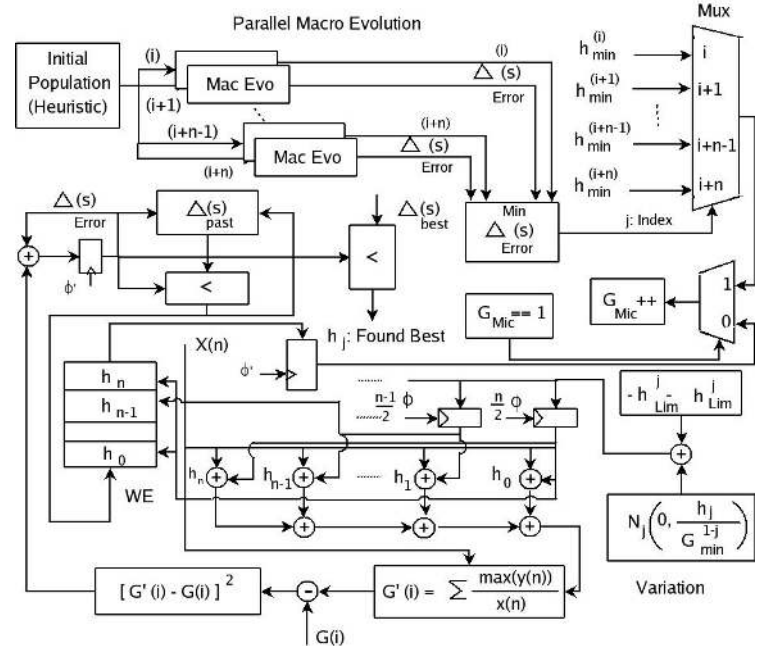 Parallel Macro Evolution
Mux
Initial
Population
(Heuristic)
(i)
Mac Evo
(i+1)
(i)
Δ(s)
Error
(i+n-1)
(i+n)
Mac Evo
(i+n)
Δ(s)
Error
h min (i)
h min (i+1)
h min (i+n-1)
h min (i+n)
i
i+1
i+n-1
i+n
Δ(s)
Error
Δ(s)
past
Δ(s)
best
Min
Δ(s)
Error
j: Index
+
ϕ'
<
<
h j: Found Best
G Mic == 1
G Mic ++
1
0
X(n)
ϕ'
h n
h n-1
h 0
WE
........
n-1/2 ϕ
........
n/2 ϕ
- h j Lim - h j Lim
+
h n
+
h n-1
+
........
h 1
+
h 0
+
+
+
+
N j (0, h j / G 1-j min)
Variation
[ G'(i) - G(i) ] 2
-
G'(i) = Σ max(y(n)) / x(n)
G(i)